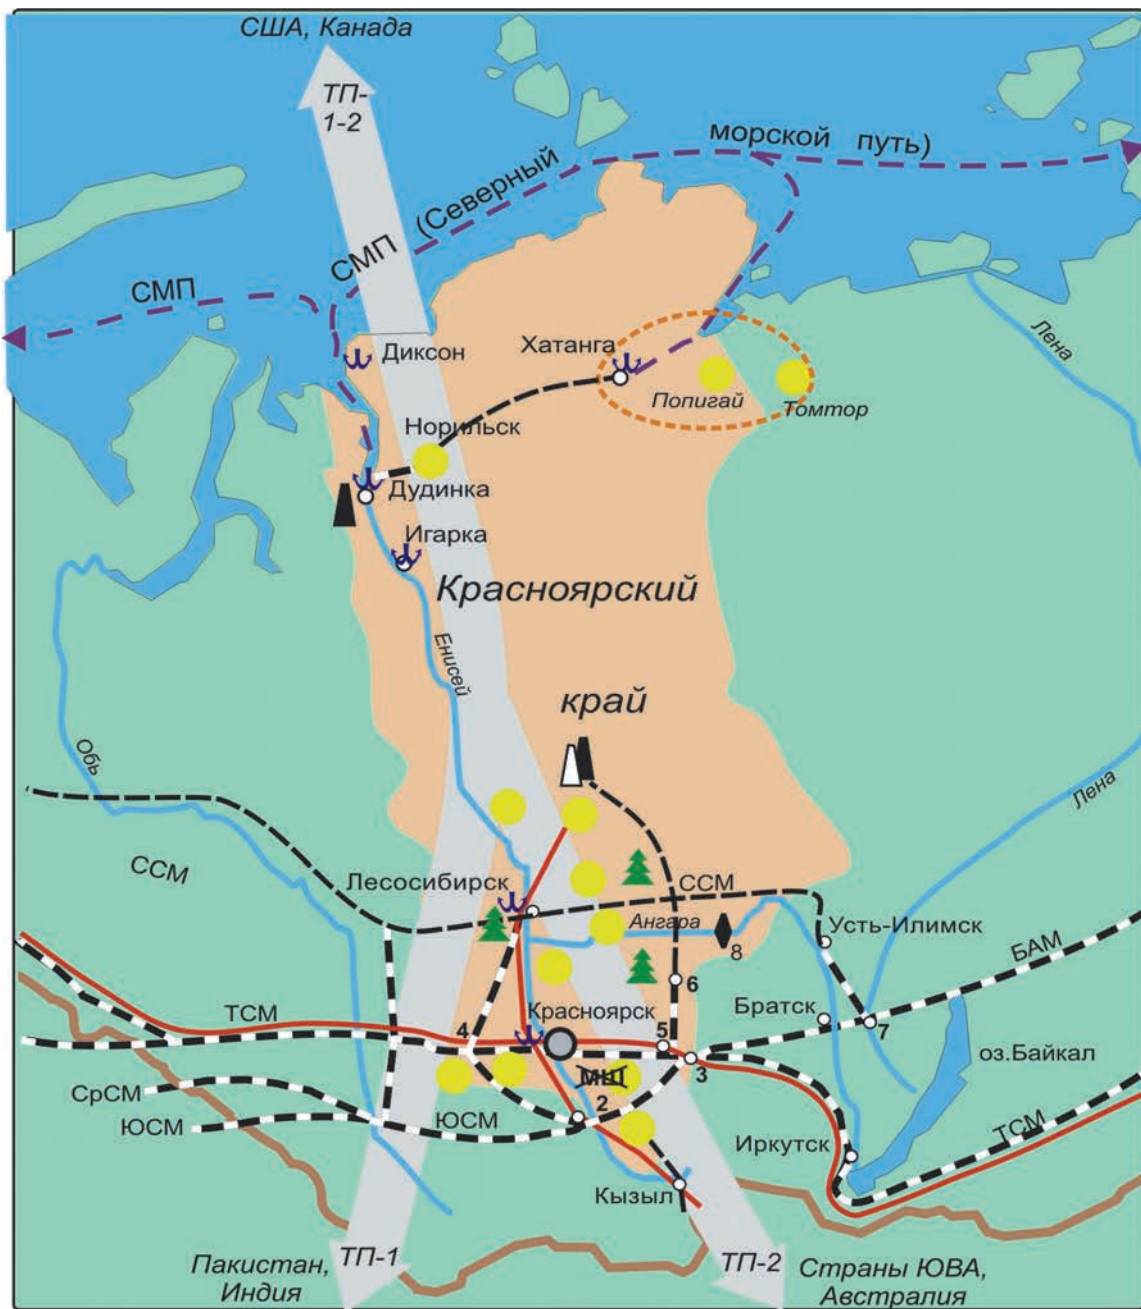 США, Канада
ТП-
1-2
СМП (Северный морской путь)
СМП
Лена
Диксон
Хатанга
Попигай
Томтор
Норильск
Дудинка
Игарка
Красноярский
Енисей
край
Обь
Лена
ССМ
Лесосибирск
ССМ
Ангара
8
Усть-Илимск
БАМ
6
Братск
7
ТСМ
Красноярск
4
5
3
оз.Байкал
МШ
СрСМ
2
ЮСМ
ЮСМ
Иркутск
ТСМ
Кызыл
Пакистан,
Индия
ТП-1
ТП-2
Страны ЮВА,
Австралия